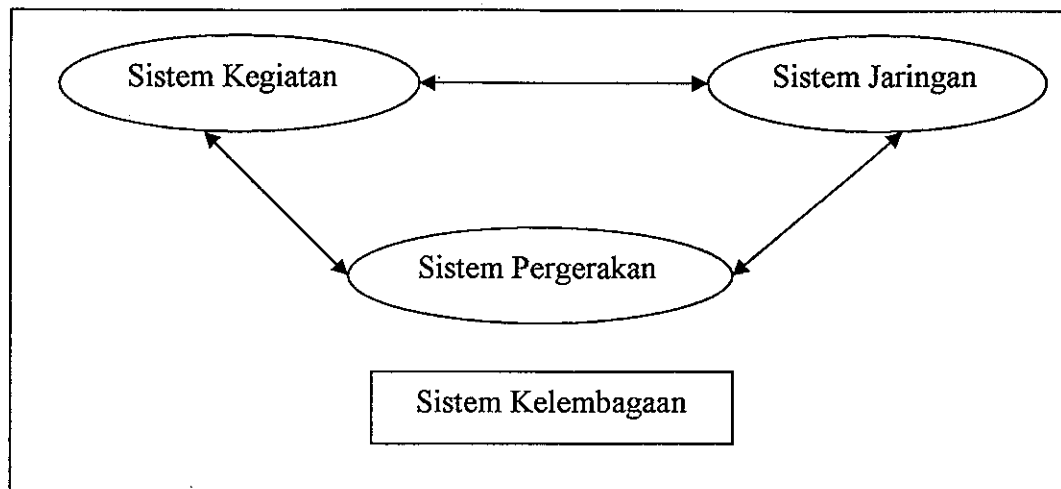 Sistem Kegiatan
Sistem Jaringan
Sistem Pergerakan
Sistem Kelembagaan